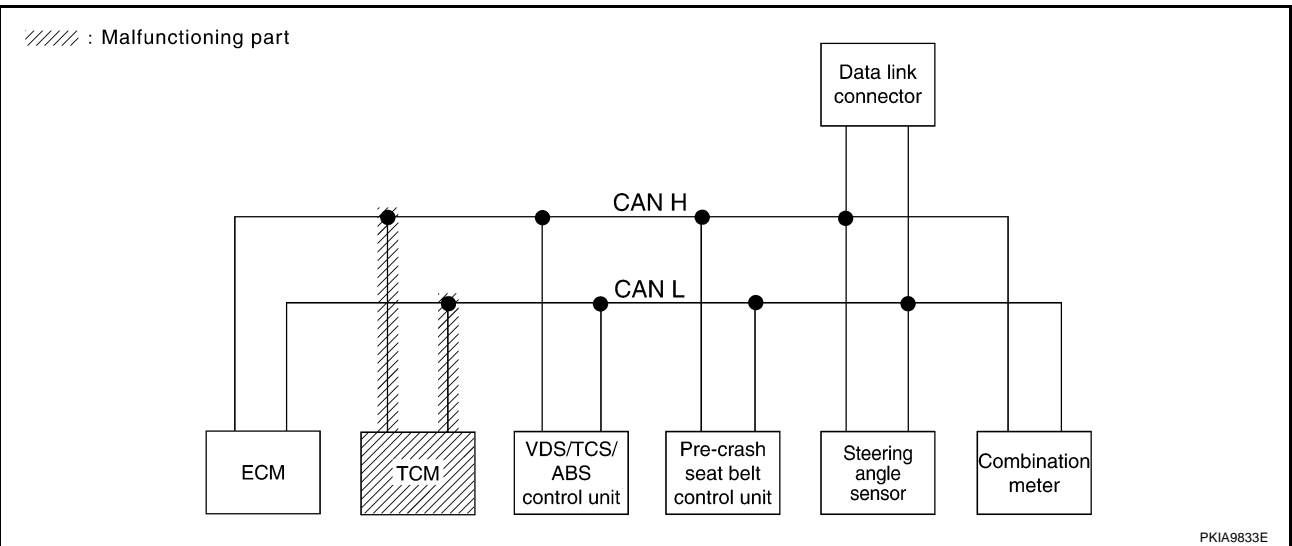 : Malfunctioning part
Data link
connector
CAN H
CAN L
ECM
TCM
VDS/TCS/
ABS
control unit
Pre-crash
seat belt
control unit
Steering
angle
sensor
Combination
meter
PKIA9833E